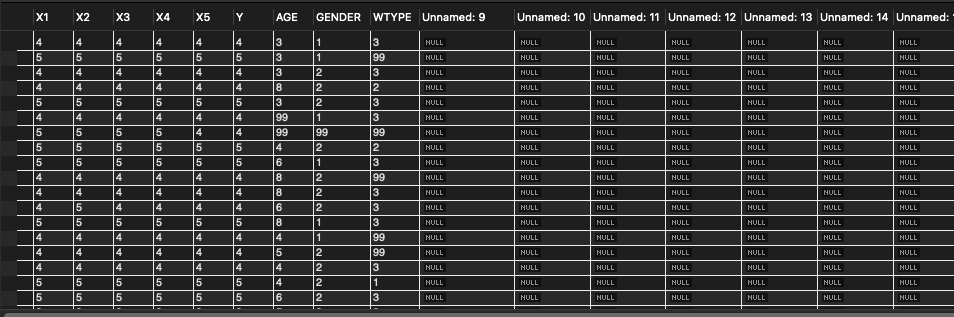 X1 X2 X3 X4 X5 Y AGE GENDER WTYPE Unnamed: 9 Unnamed: 10 Unnamed: 11 Unnamed: 12 Unnamed: 13 Unnamed: 14 Unnamed:
4 4 4 4 4 4 3 1 3 NULL NULL NULL NULL NULL NULL NULL
5 5 5 5 5 5 3 1 99 NULL NULL NULL NULL NULL NULL NULL
4 4 4 4 4 4 3 2 3 NULL NULL NULL NULL NULL NULL NULL
4 4 4 4 4 4 8 2 2 NULL NULL NULL NULL NULL NULL NULL
5 5 5 5 5 5 3 2 3 NULL NULL NULL NULL NULL NULL NULL
4 4 4 4 4 4 99 1 3 NULL NULL NULL NULL NULL NULL NULL
5 5 5 5 4 4 99 99 99 NULL NULL NULL NULL NULL NULL NULL
5 5 5 5 5 5 4 2 2 NULL NULL NULL NULL NULL NULL NULL
5 5 5 5 5 5 6 1 3 NULL NULL NULL NULL NULL NULL NULL
4 4 4 4 4 4 8 2 99 NULL NULL NULL NULL NULL NULL NULL
4 4 4 4 4 4 8 2 3 NULL NULL NULL NULL NULL NULL NULL
4 5 4 4 4 4 6 2 3 NULL NULL NULL NULL NULL NULL NULL
5 5 5 5 5 5 8 1 3 NULL NULL NULL NULL NULL NULL NULL
4 4 4 4 4 4 4 1 99 NULL NULL NULL NULL NULL NULL NULL
4 4 4 4 4 4 5 2 99 NULL NULL NULL NULL NULL NULL NULL
4 4 4 4 4 4 4 2 3 NULL NULL NULL NULL NULL NULL NULL
5 5 5 5 5 5 4 2 1 NULL NULL NULL NULL NULL NULL NULL
5 5 5 5 5 5 6 2 3 NULL NULL NULL NULL NULL NULL NULL